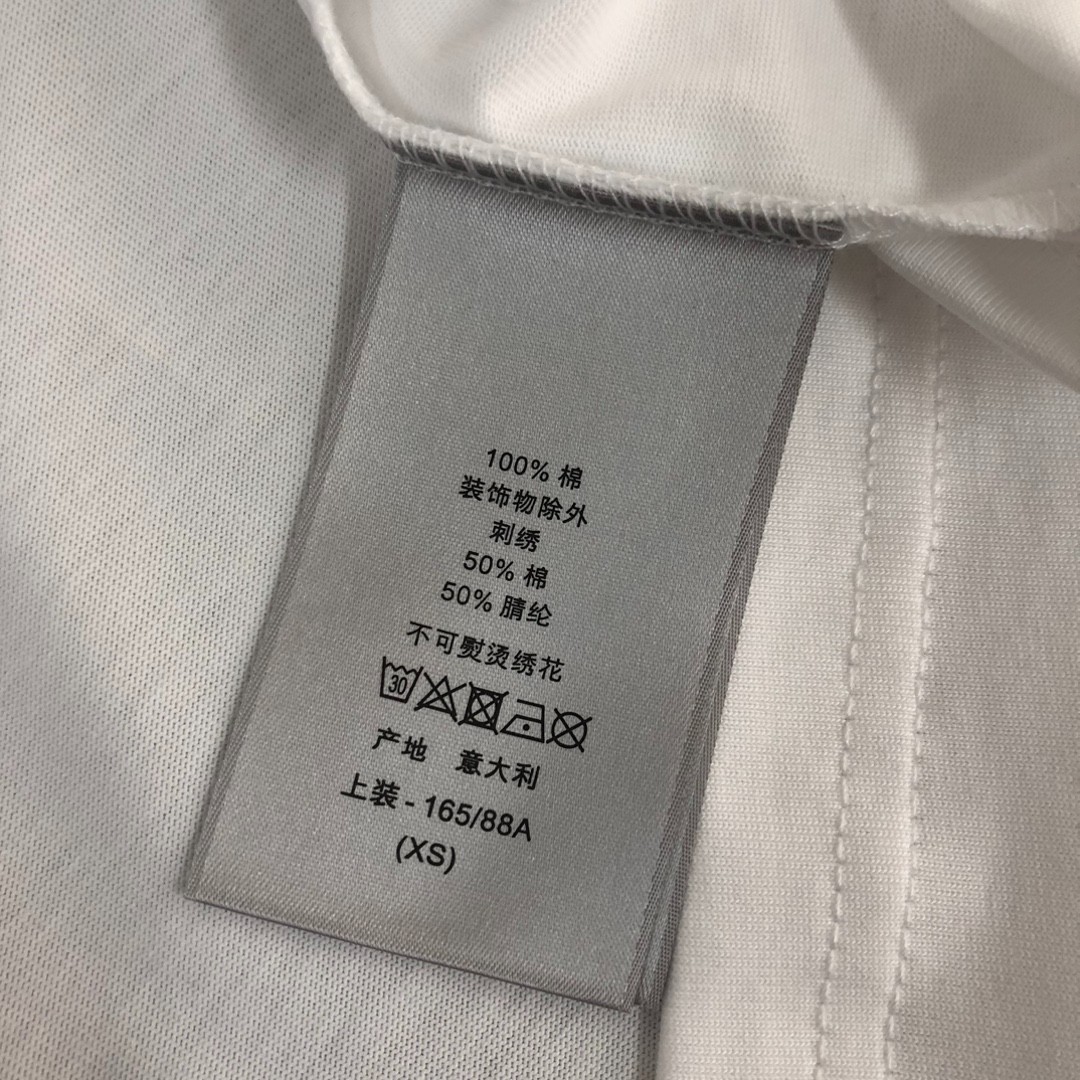 100% 棉
装饰物除外
刺绣
50% 棉
50% 腈纶
不可熨烫绣花
30
产地 意大利
上装 - 165/88A
(XS)